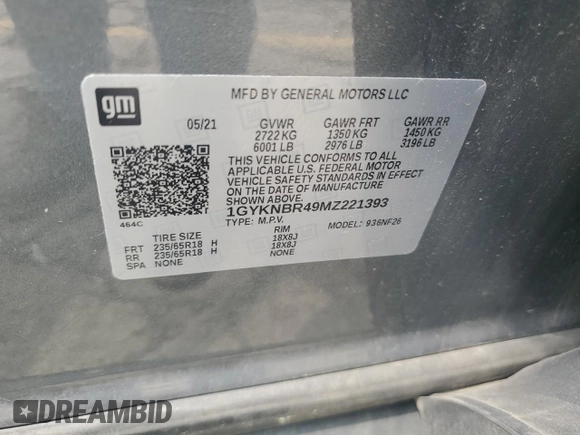 gm
MFD BY GENERAL MOTORS LLC
05/21 GVWR GAWR FRT GAWR RR
2722 KG 1350 KG 1450 KG
6001 LB 2976 LB 3196 LB
THIS VEHICLE CONFORMS TO ALL
APPLICABLE U.S. FEDERAL MOTOR
VEHICLE SAFETY STANDARDS IN EFFECT
ON THE DATE OF MANUFACTURE
SHOWN ABOVE.
1GYKNBR49MZ221393
464C
TYPE: M.P.V. MODEL: 936NF26
TIRE SIZE RIM
FRT 235/65R18 H 18X8J
RR 235/65R18 H 18X8J
SPA NONE NONE
DREAMBID
DREAMBID.COM